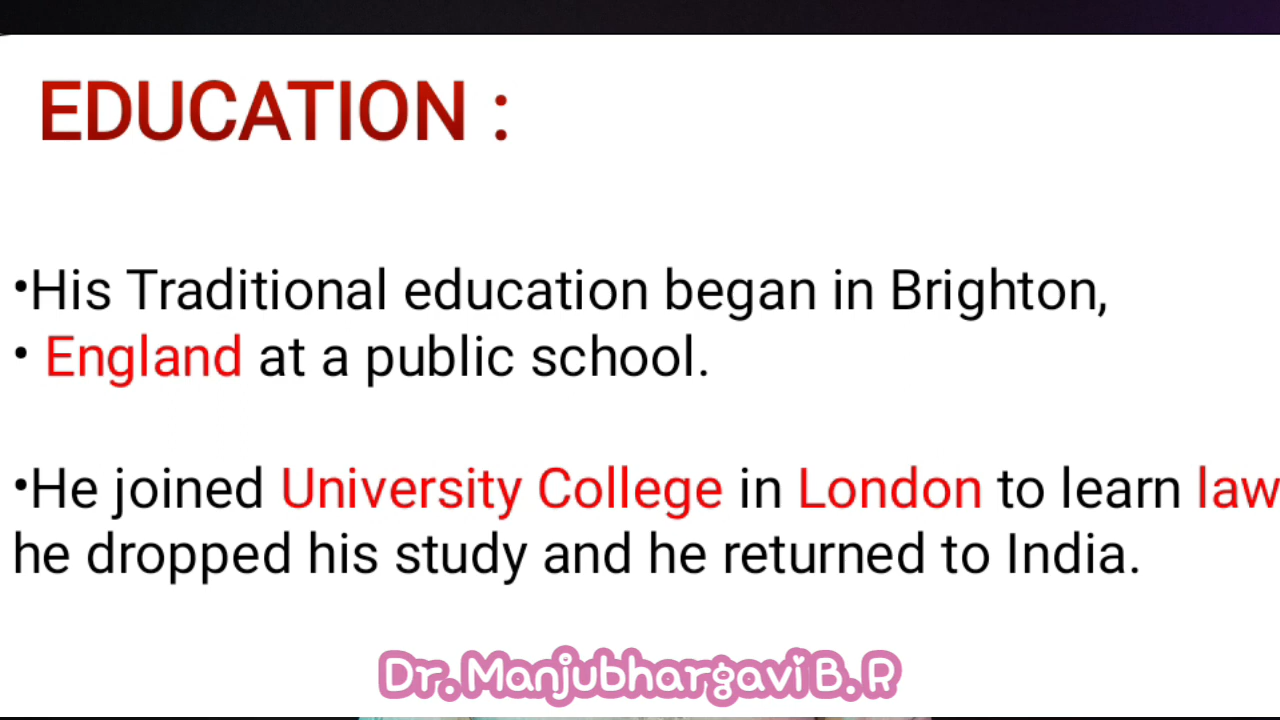 EDUCATION :
•His Traditional education began in Brighton,
• England at a public school.
•He joined University College in London to learn law
he dropped his study and he returned to India.
Dr. Manjubhargavi B.R